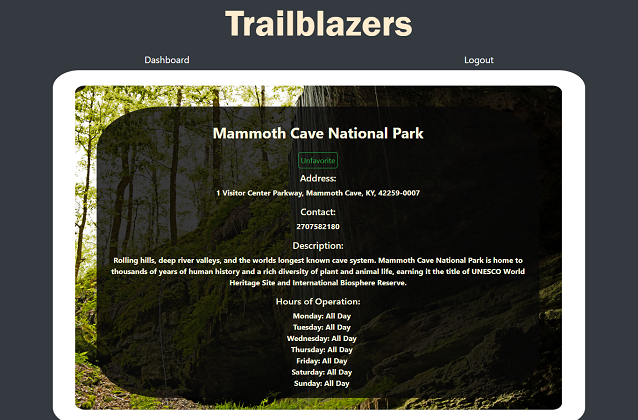 Trailblazers
Dashboard
Logout
Mammoth Cave National Park
Unfavorite
Address:
1 Visitor Center Parkway, Mammoth Cave, KY, 42259-0007
Contact:
2707582180
Description:
Rolling hills, deep river valleys, and the worlds longest known cave system. Mammoth Cave National Park is home to
thousands of years of human history and a rich diversity of plant and animal life, earning it the title of UNESCO World
Heritage Site and International Biosphere Reserve.
Hours of Operation:
Monday: All Day
Tuesday: All Day
Wednesday: All Day
Thursday: All Day
Friday: All Day
Saturday: All Day
Sunday: All Day